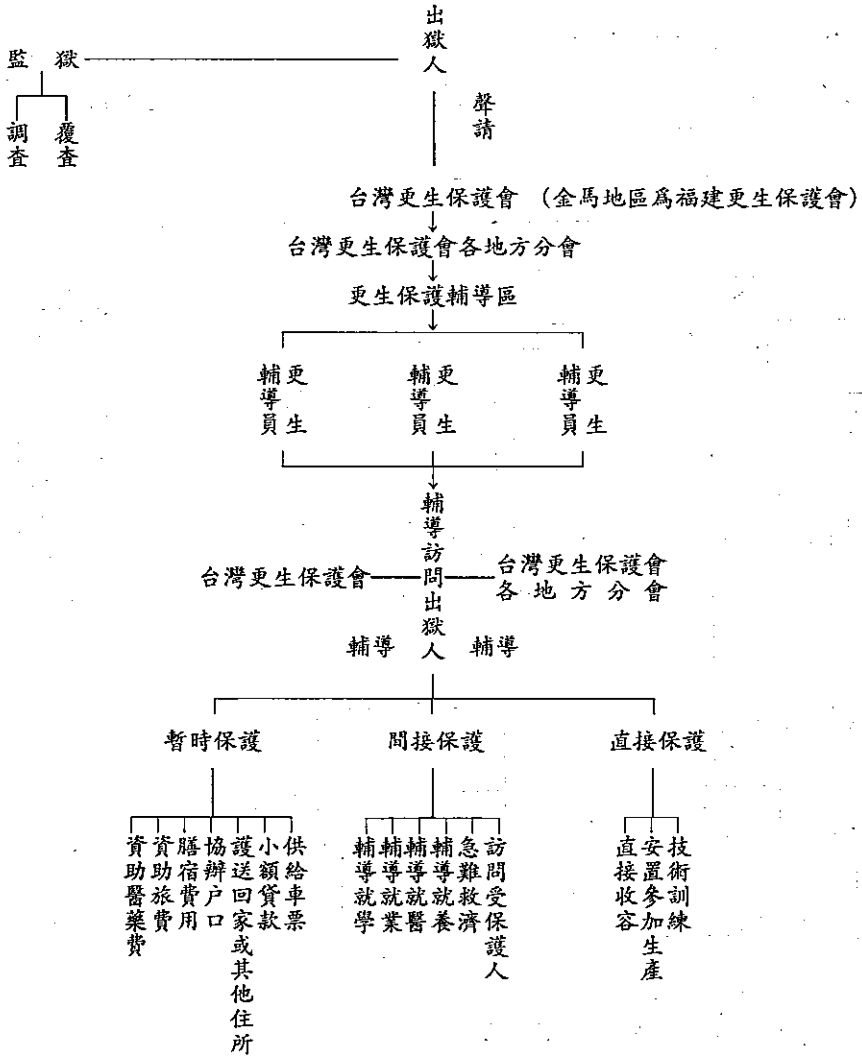 出獄人
監獄
調查
覆查
聲請
台灣更生保護會 (金馬地區爲福建更生保護會)
台灣更生保護會各地方分會
更生保護輔導區
更生輔導員
更生輔導員
更生輔導員
輔導訪問出獄人
台灣更生保護會
台灣更生保護會
各地方分會
輔導
輔導
暫時保護
間接保護
直接保護
資助醫藥費
資助旅費
膳宿費用
協辦户口
護送回家或其他住所
小額貸款
供給車票
輔導就學
輔導就業
輔導就醫
輔導就養
急難救濟
訪問受保護人
直接收容
安置參加生產
技術訓練